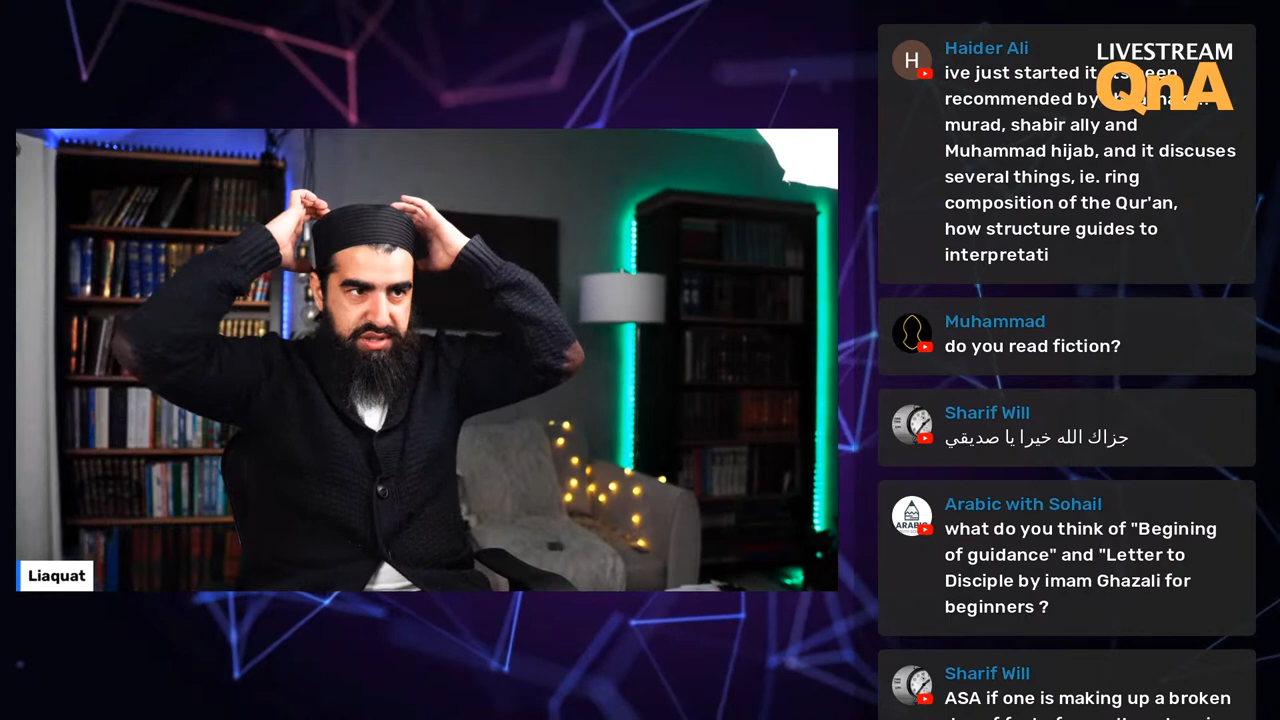 LIVESTREAM
QnA
Haider Ali
H
ive just started it
recommended by
murad, shabir ally and
Muhammad hijab, and it discuses
several things, ie. ring
composition of the Qur'an,
how structure guides to
interpretati
Muhammad
do you read fiction?
Sharif Will
جزاك الله خيرا يا صديقي
Arabic with Sohail
what do you think of "Begining
of guidance" and "Letter to
Disciple by imam Ghazali for
beginners ?
Sharif Will
ASA if one is making up a broken
Liaquat